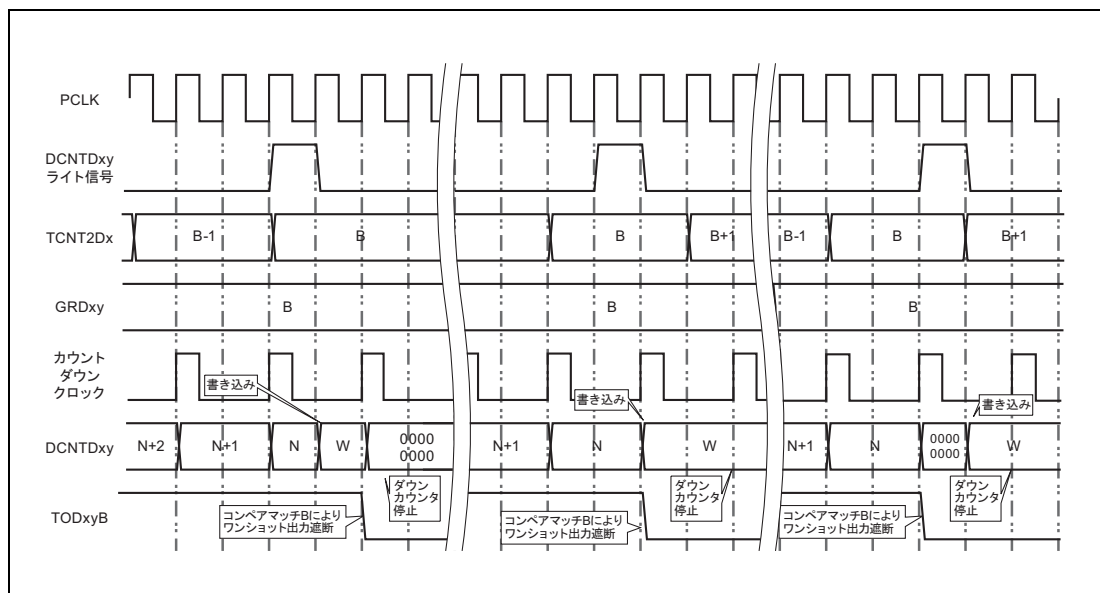 PCLK
DCNTDxy
ライト信号
TCNT2Dx
B-1
B
B
B+1
B-1
B
B+1
GRDxy
B
B
B
カウント
ダウン
クロック
書き込み
書き込み
書き込み
DCNTDxy
N+2
N+1
N
W
0000
0000
N+1
N
W
N+1
N
0000
0000
W
ダウン
カウンタ
停止
ダウン
カウンタ
停止
ダウン
カウンタ
停止
TODxyB
コンペアマッチBにより
ワンショット出力遮断
コンペアマッチBにより
ワンショット出力遮断
コンペアマッチBにより
ワンショット出力遮断